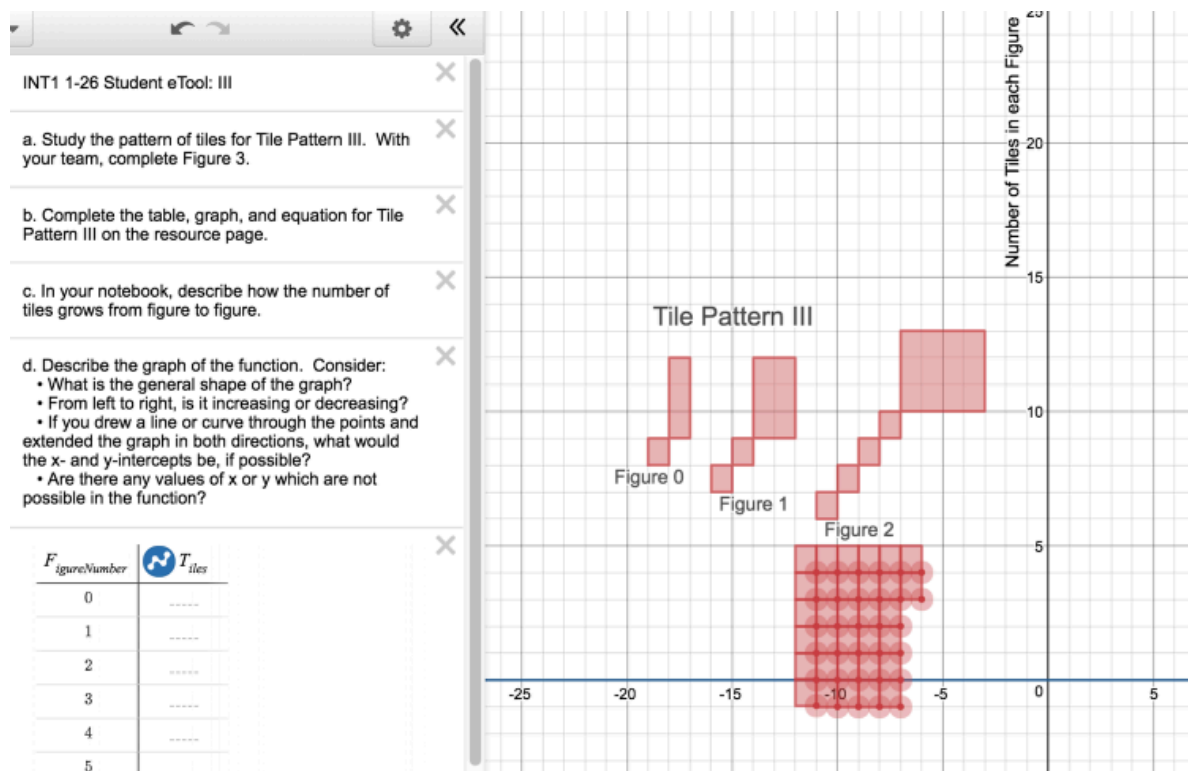 INT1 1-26 Student eTool: III
a. Study the pattern of tiles for Tile Pattern III. With
your team, complete Figure 3.
b. Complete the table, graph, and equation for Tile
Pattern III on the resource page.
c. In your notebook, describe how the number of
tiles grows from figure to figure.
d. Describe the graph of the function. Consider:
• What is the general shape of the graph?
• From left to right, is it increasing or decreasing?
• If you drew a line or curve through the points and
extended the graph in both directions, what would
the x- and y-intercepts be, if possible?
• Are there any values of x or y which are not
possible in the function?
F igureNumber T iles
0
1
2
3
4
5
Number of Tiles in each Figure
25
20
15
Tile Pattern III
10
Figure 0
Figure 1
Figure 2
5
-25 -20 -15 -10 -5 0 5